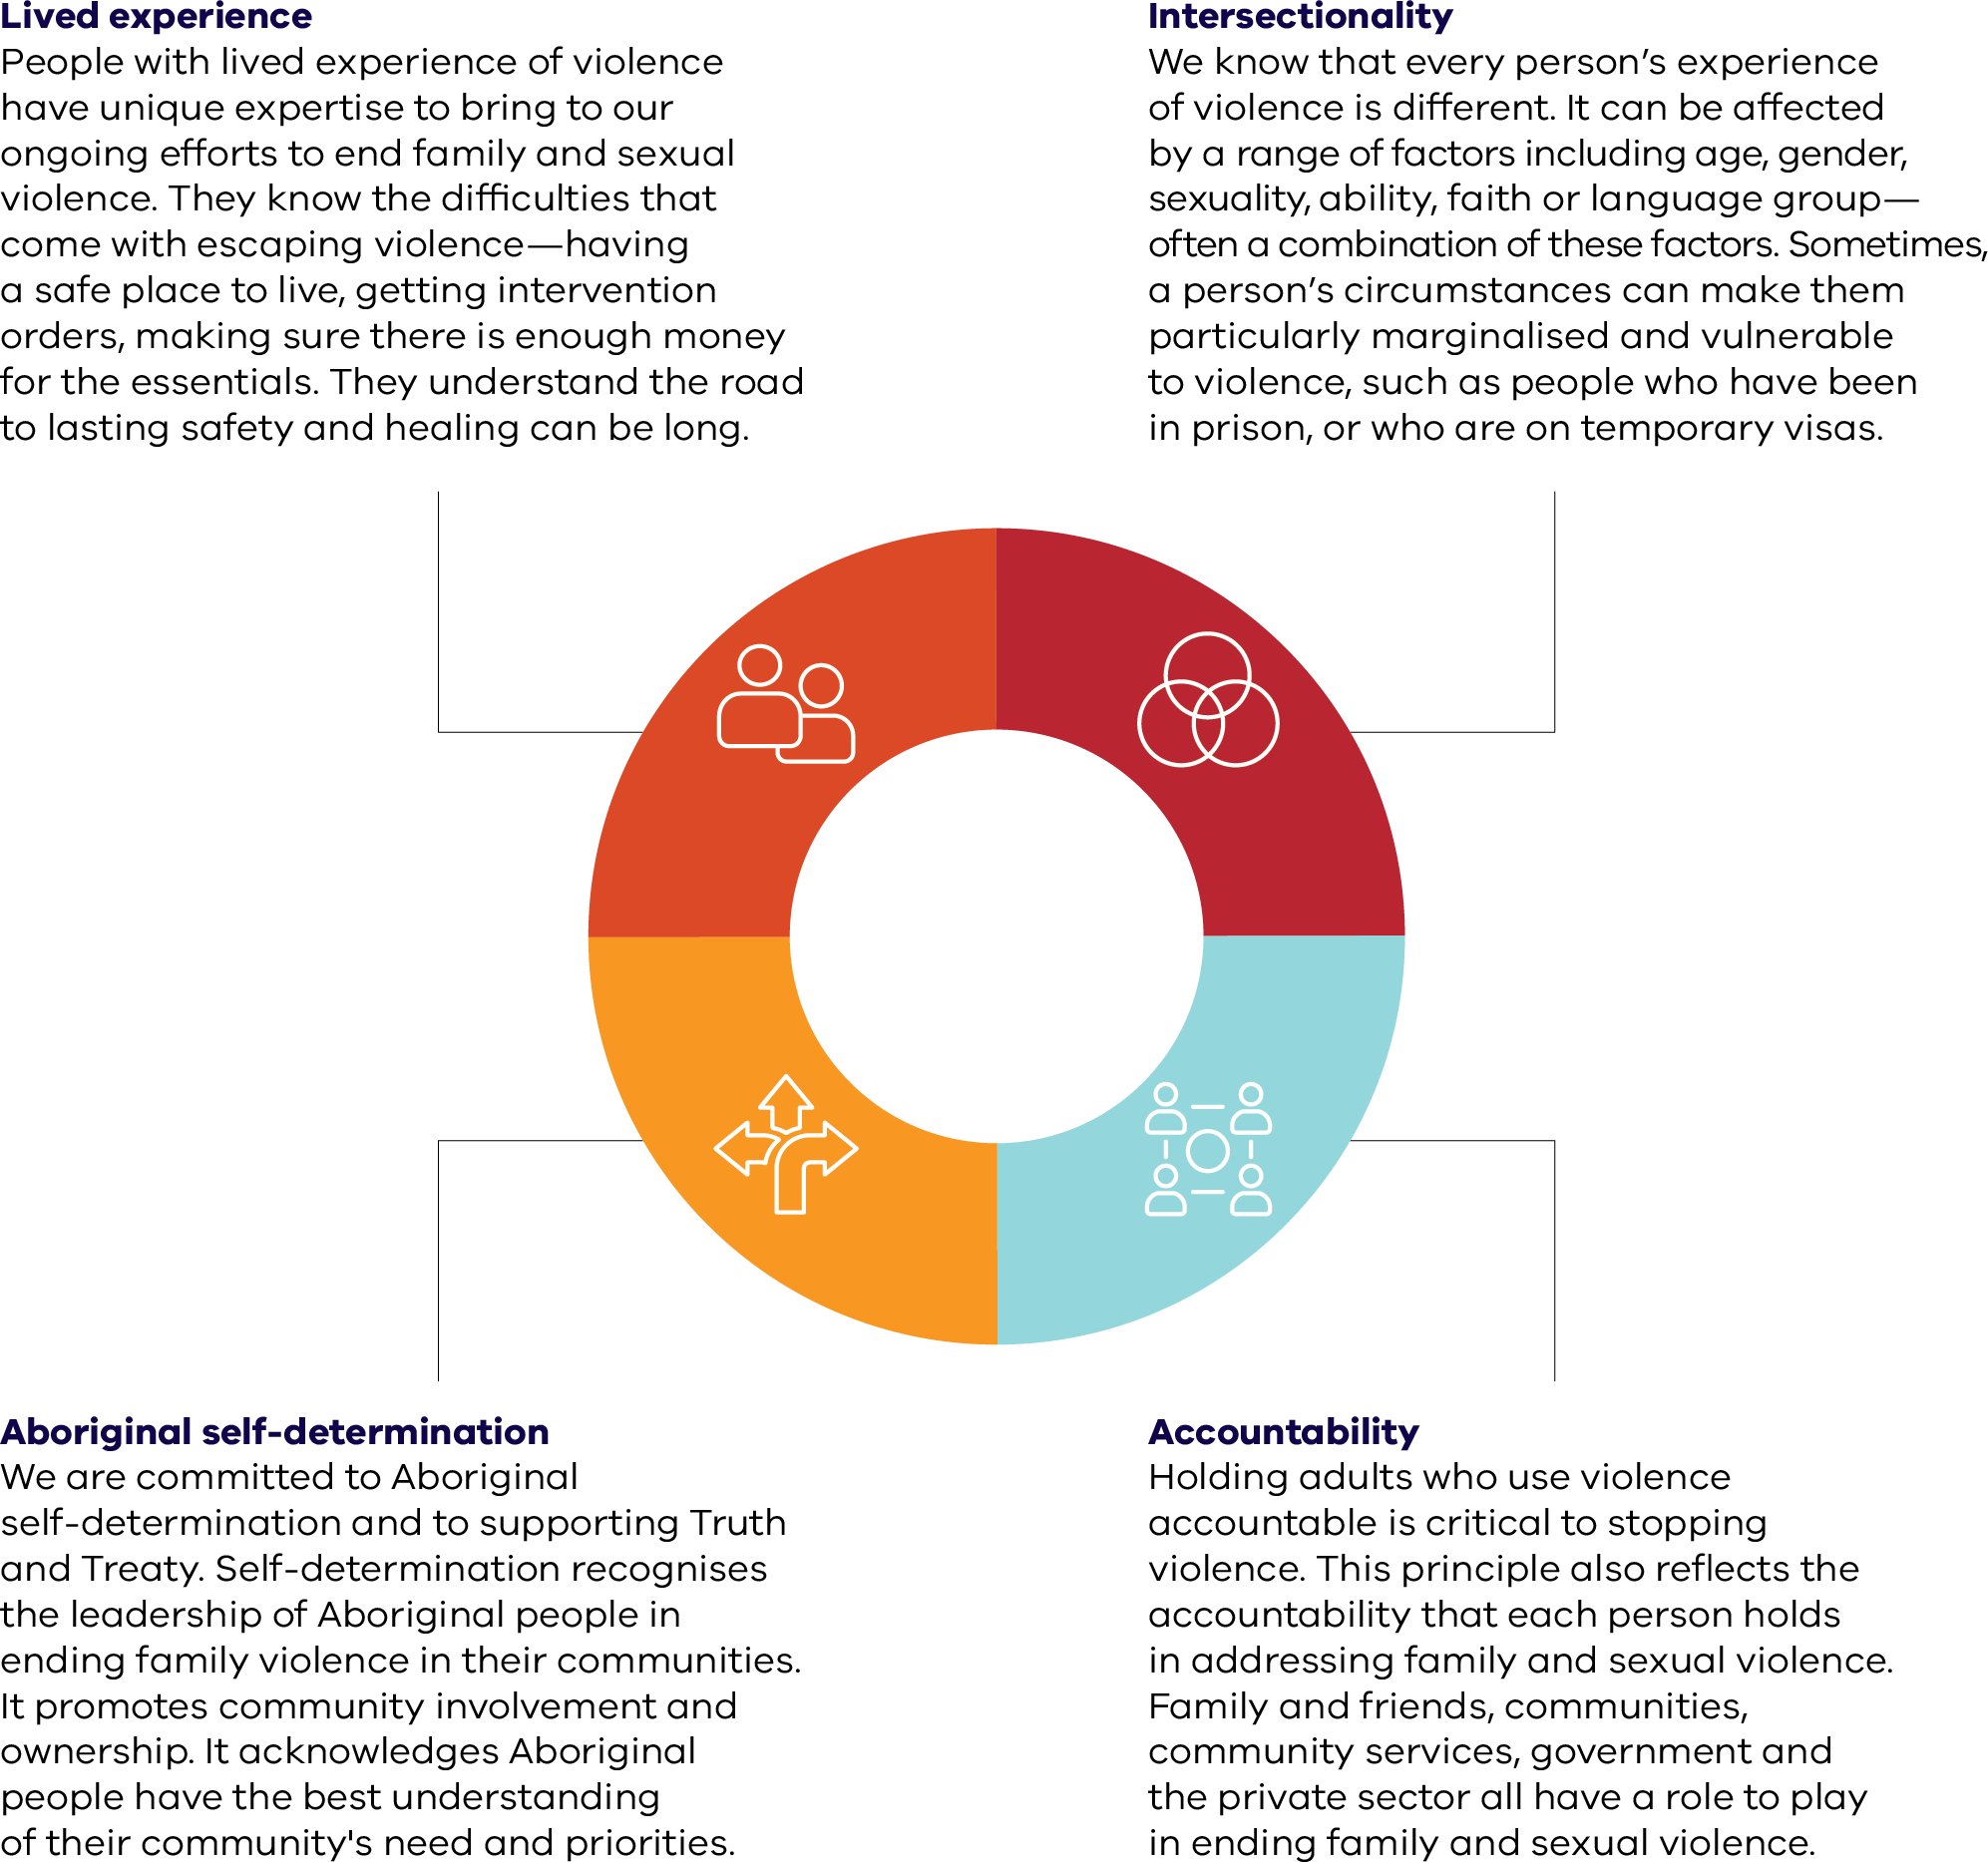 Lived experience
People with lived experience of violence
have unique expertise to bring to our
ongoing efforts to end family and sexual
violence. They know the difficulties that
come with escaping violence—having
a safe place to live, getting intervention
orders, making sure there is enough money
for the essentials. They understand the road
to lasting safety and healing can be long.
Intersectionality
We know that every person’s experience
of violence is different. It can be affected
by a range of factors including age, gender,
sexuality, ability, faith or language group—
often a combination of these factors. Sometimes,
a person’s circumstances can make them
particularly marginalised and vulnerable
to violence, such as people who have been
in prison, or who are on temporary visas.
Aboriginal self-determination
We are committed to Aboriginal
self-determination and to supporting Truth
and Treaty. Self-determination recognises
the leadership of Aboriginal people in
ending family violence in their communities.
It promotes community involvement and
ownership. It acknowledges Aboriginal
people have the best understanding
of their community's need and priorities.
Accountability
Holding adults who use violence
accountable is critical to stopping
violence. This principle also reflects the
accountability that each person holds
in addressing family and sexual violence.
Family and friends, communities,
community services, government and
the private sector all have a role to play
in ending family and sexual violence.